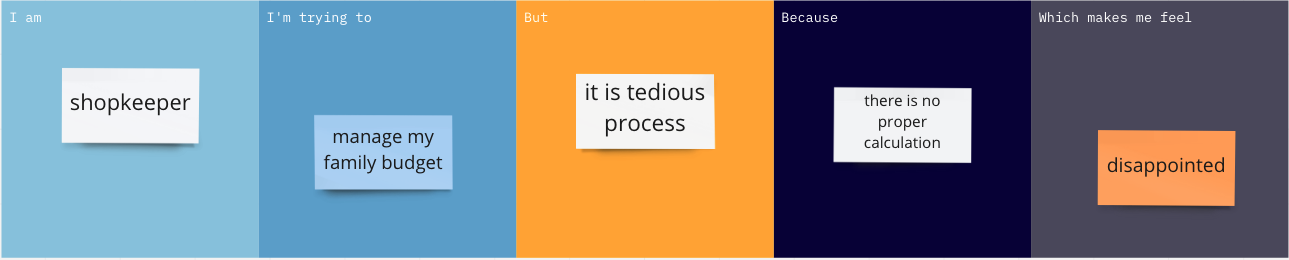 I am
shopkeeper
I'm trying to
manage my
family budget
But
it is tedious
process
Because
there is no
proper
calculation
Which makes me feel
disappointed